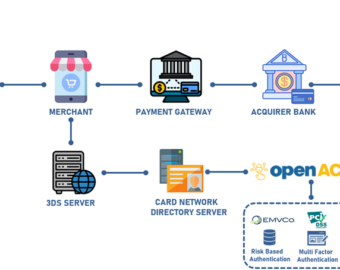 MERCHANT
PAYMENT GATEWAY
ACQUIRER BANK
3DS SERVER
CARD NETWORK
DIRECTORY SERVER
openAC
EMVCo
PCI
Risk Based
Authentication
Multi Factor
Authentication